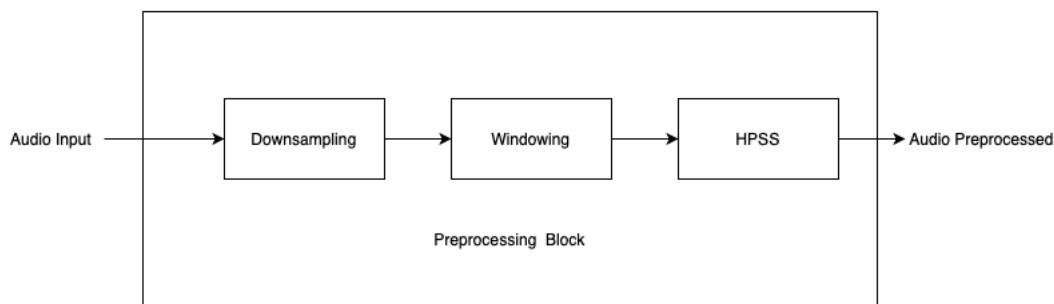 Audio Input
Downsampling
Windowing
HPSS
Audio Preprocessed
Preprocessing Block